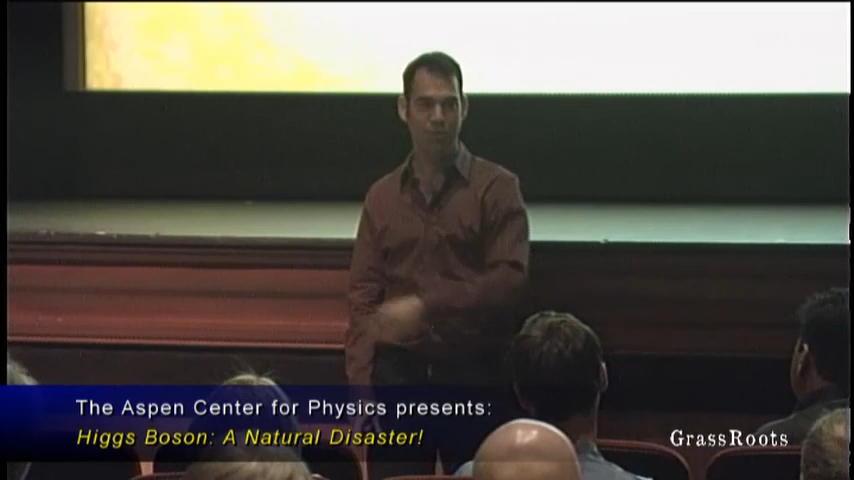 The Aspen Center for Physics presents:
Higgs Boson: A Natural Disaster!
GrassRoots